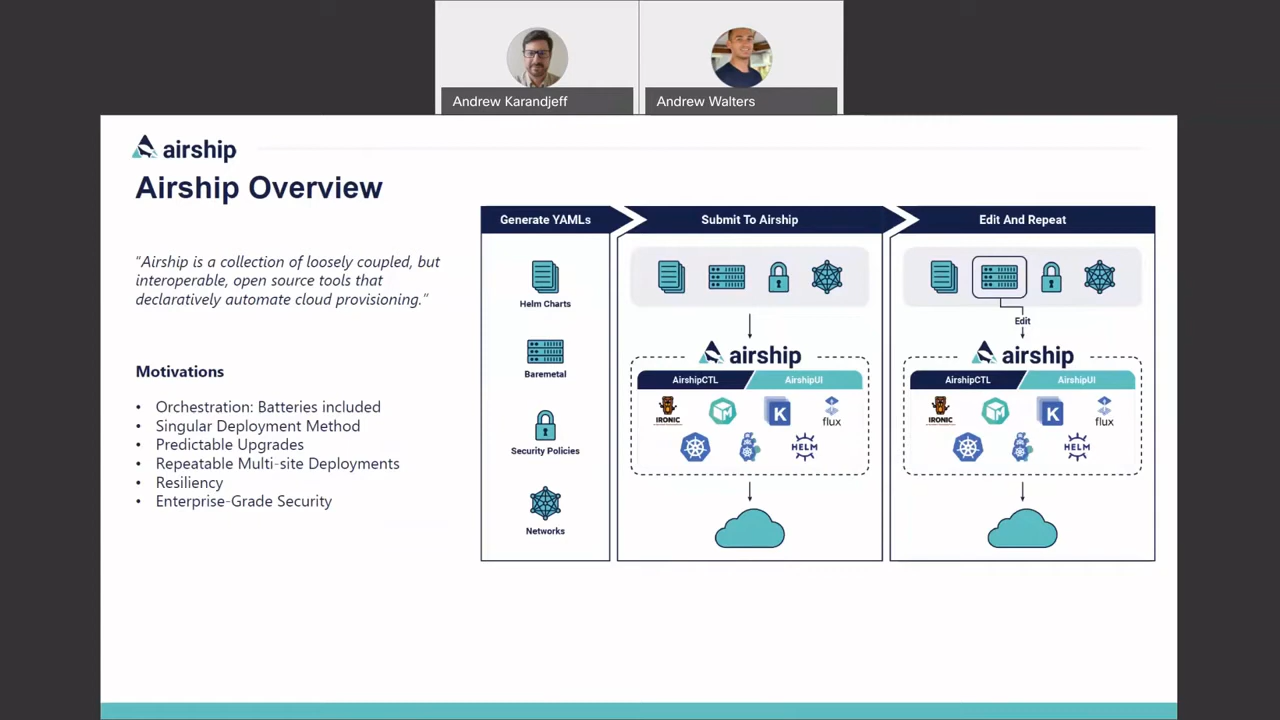 Andrew Karandjeff
Andrew Walters
airship
Airship Overview
"Airship is a collection of loosely coupled, but
interoperable, open source tools that
declaratively automate cloud provisioning."
Motivations
• Orchestration: Batteries included
• Singular Deployment Method
• Predictable Upgrades
• Repeatable Multi-site Deployments
• Resiliency
• Enterprise-Grade Security
Generate YAMLs
Helm Charts
Baremetal
Security Policies
Networks
Submit To Airship
airship
AirshipCTL
AirshipUI
IRONIC
K
flux
HELM
Edit And Repeat
Edit
airship
AirshipCTL
AirshipUI
IRONIC
K
flux
HELM